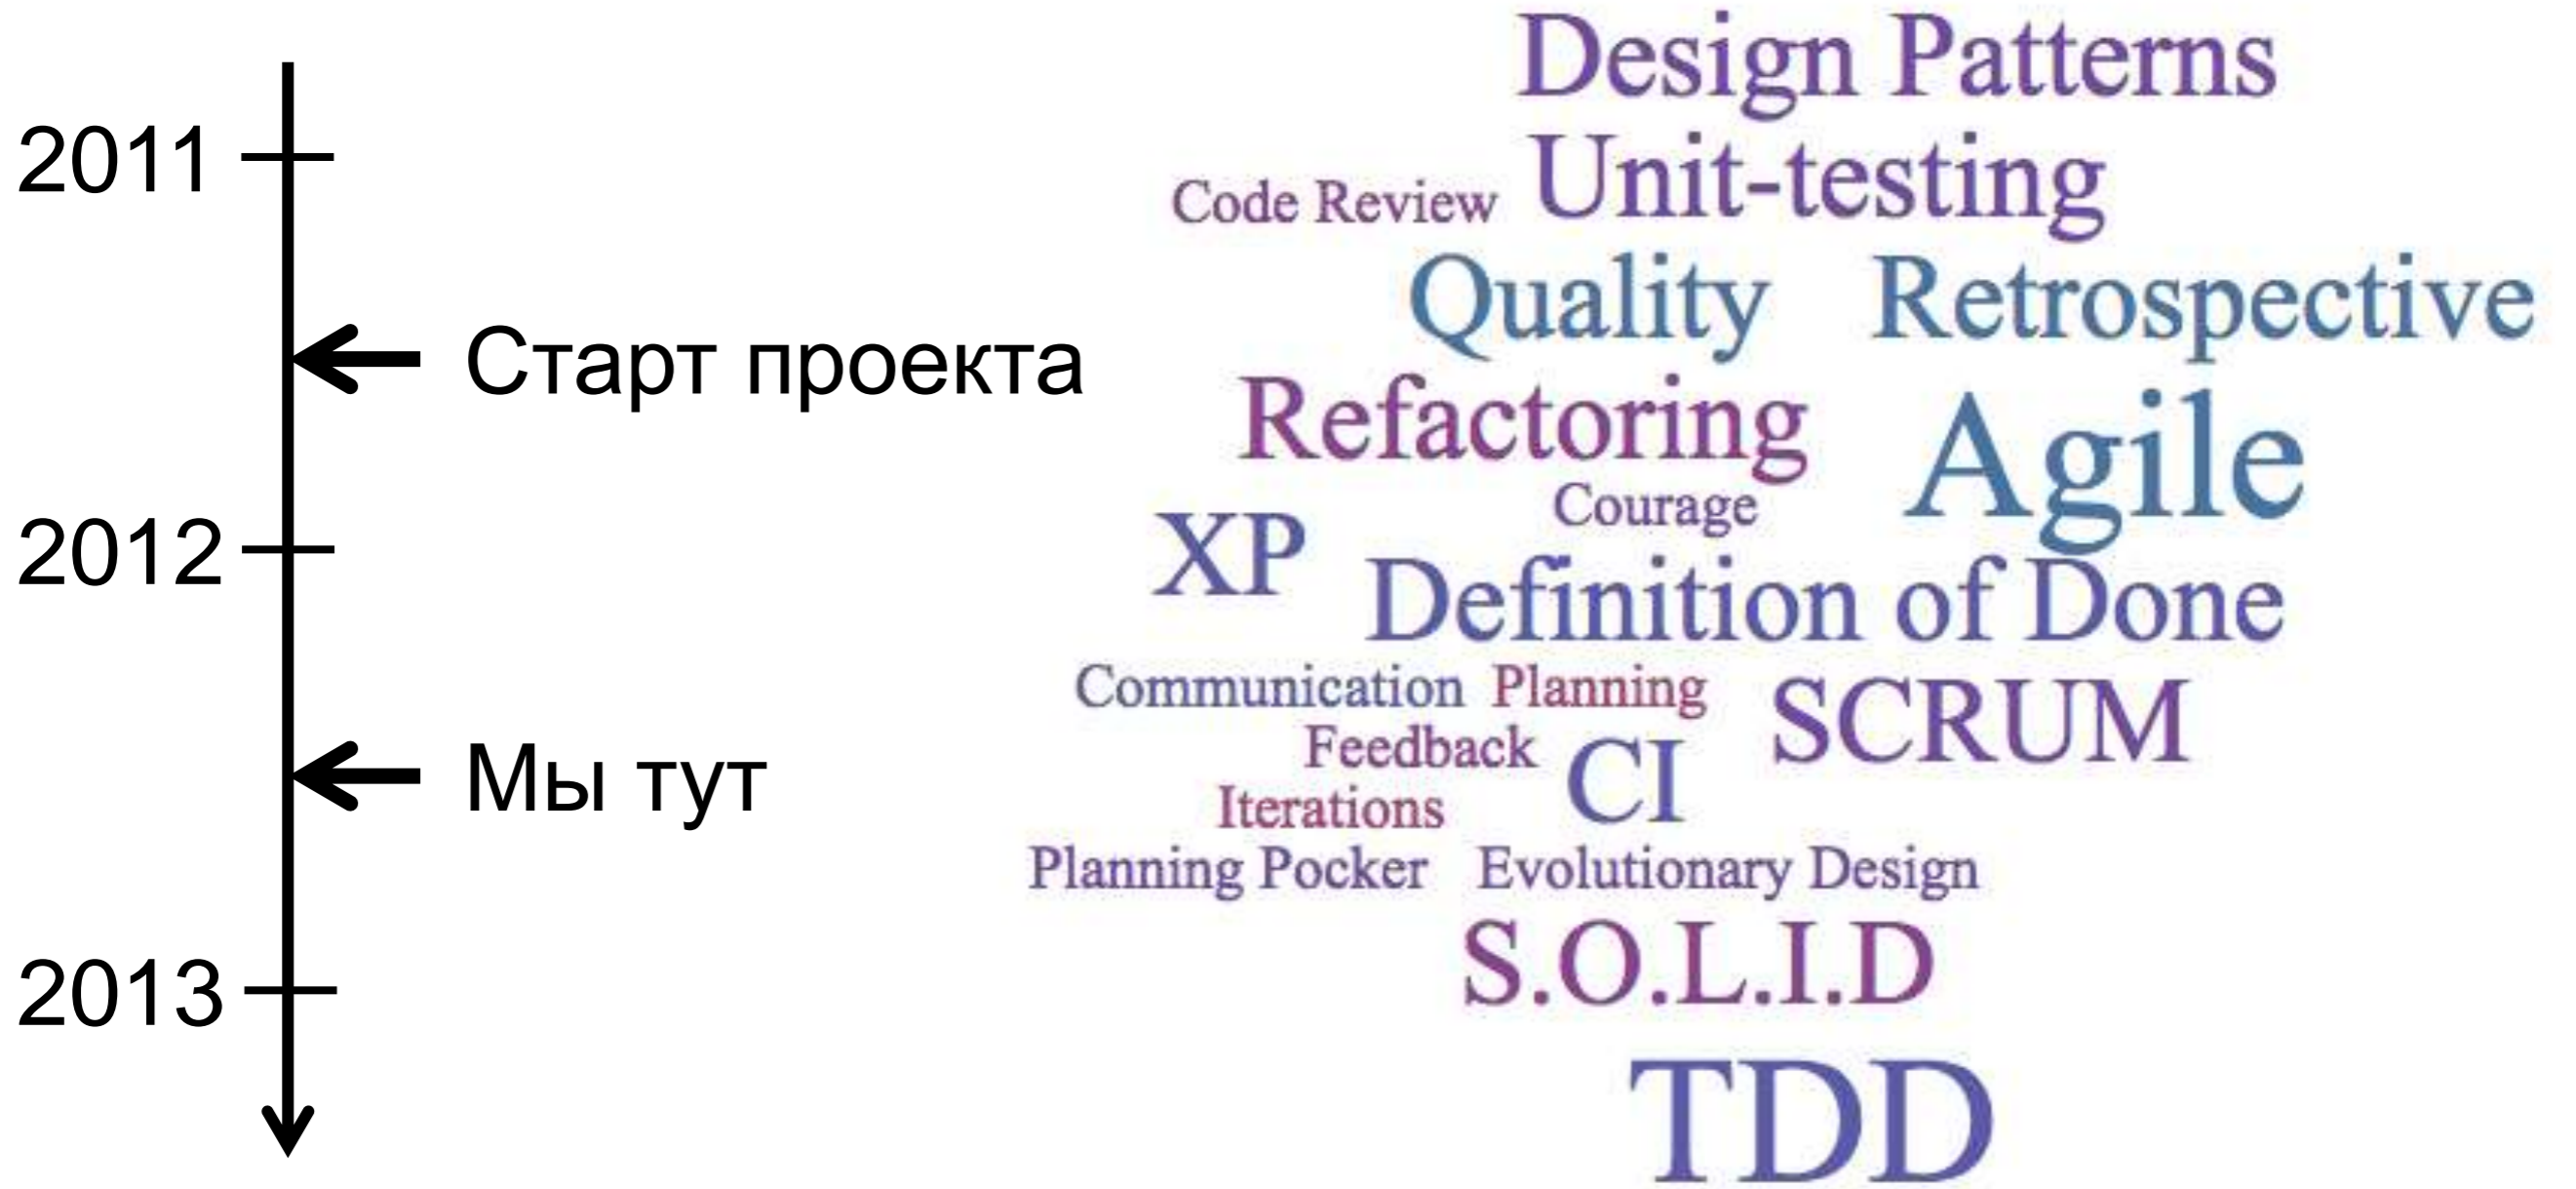 2011
Старт проекта
2012
Мы тут
2013
Design Patterns
Code Review Unit-testing
Quality Retrospective
Refactoring Agile
Courage
XP Definition of Done
Communication Planning SCRUM
Feedback CI
Iterations
Planning Pocker Evolutionary Design
S.O.L.I.D
TDD